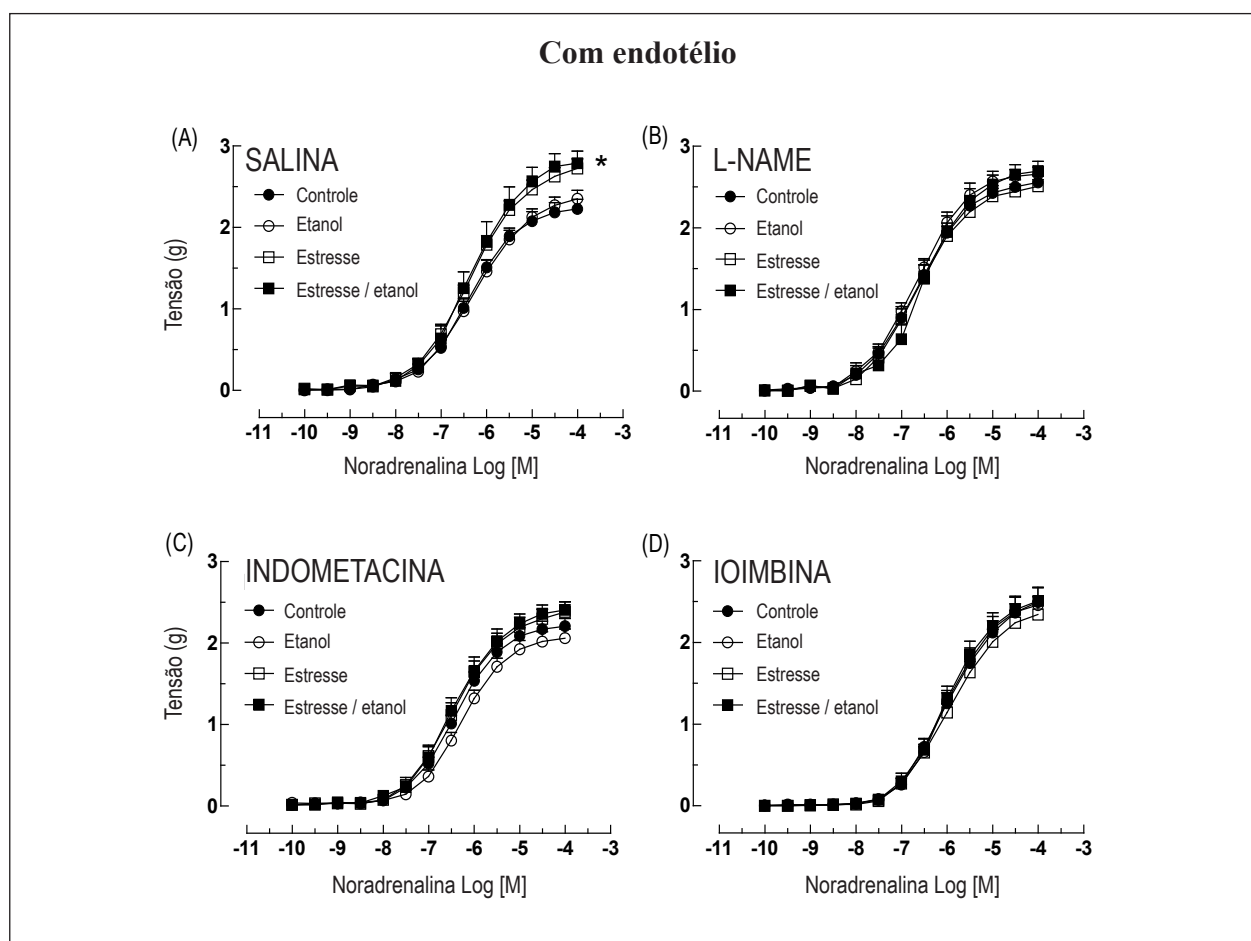 Com endotélio
(A)
SALINA
Controle
Etanol
Estresse
Estresse / etanol
*
Tensão (g)
3
2
1
0
-11 -10 -9 -8 -7 -6 -5 -4 -3
Noradrenalina Log [M]
(B)
L-NAME
Controle
Etanol
Estresse
Estresse / etanol
3
2
1
0
-11 -10 -9 -8 -7 -6 -5 -4 -3
Noradrenalina Log [M]
(C)
INDOMETACINA
Controle
Etanol
Estresse
Estresse / etanol
Tensão (g)
3
2
1
0
-11 -10 -9 -8 -7 -6 -5 -4 -3
Noradrenalina Log [M]
(D)
IOIMBINA
Controle
Etanol
Estresse
Estresse / etanol
3
2
1
0
-11 -10 -9 -8 -7 -6 -5 -4 -3
Noradrenalina Log [M]